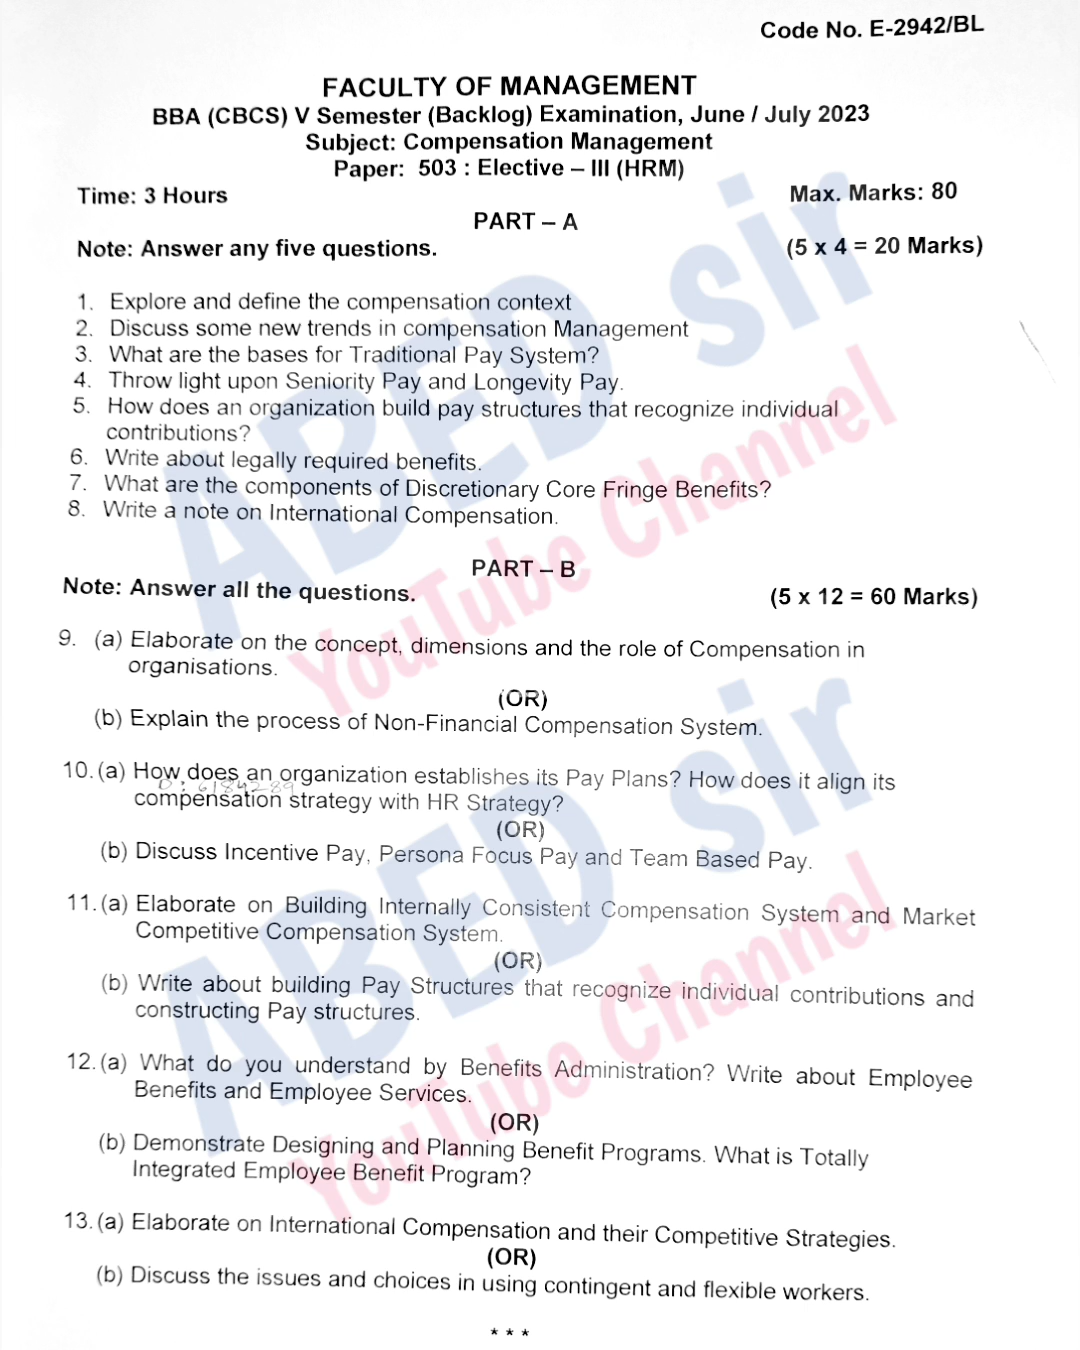 Code No. E-2942/BL
FACULTY OF MANAGEMENT
BBA (CBCS) V Semester (Backlog) Examination, June / July 2023
Subject: Compensation Management
Paper: 503 : Elective – III (HRM)
Time: 3 Hours Max. Marks: 80
PART – A
Note: Answer any five questions. (5 x 4 = 20 Marks)
1. Explore and define the compensation context
2. Discuss some new trends in compensation Management
3. What are the bases for Traditional Pay System?
4. Throw light upon Seniority Pay and Longevity Pay.
5. How does an organization build pay structures that recognize individual
contributions?
6. Write about legally required benefits.
7. What are the components of Discretionary Core Fringe Benefits?
8. Write a note on International Compensation.
PART – B
Note: Answer all the questions. (5 x 12 = 60 Marks)
9. (a) Elaborate on the concept, dimensions and the role of Compensation in
organisations.
(OR)
(b) Explain the process of Non-Financial Compensation System.
10. (a) How does an organization establishes its Pay Plans? How does it align its
compensation strategy with HR Strategy?
(OR)
(b) Discuss Incentive Pay, Persona Focus Pay and Team Based Pay.
11. (a) Elaborate on Building Internally Consistent Compensation System and Market
Competitive Compensation System.
(OR)
(b) Write about building Pay Structures that recognize individual contributions and
constructing Pay structures.
12. (a) What do you understand by Benefits Administration? Write about Employee
Benefits and Employee Services.
(OR)
(b) Demonstrate Designing and Planning Benefit Programs. What is Totally
Integrated Employee Benefit Program?
13. (a) Elaborate on International Compensation and their Competitive Strategies.
(OR)
(b) Discuss the issues and choices in using contingent and flexible workers.
* * *
ABED sir
YouTube Channel
ABED sir
YouTube Channel